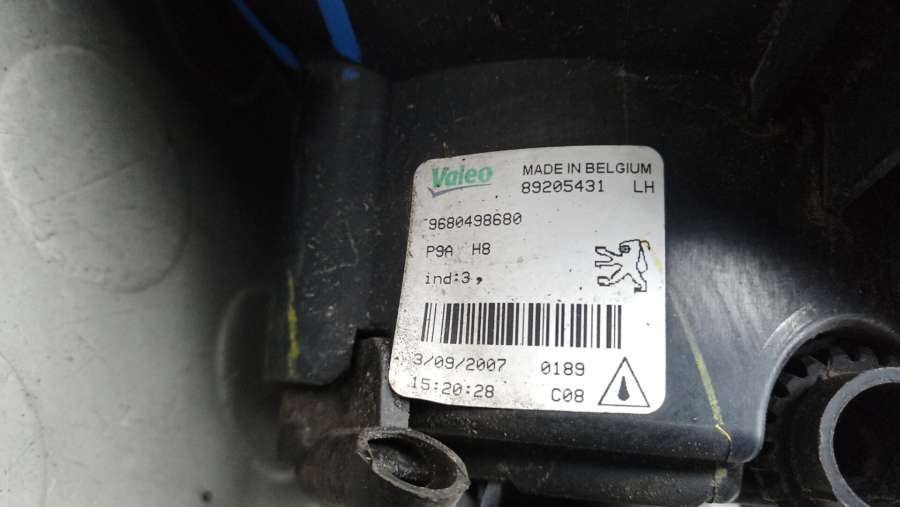 Valeo
MADE IN BELGIUM
89205431 LH
9680498680
P9A H8
ind:3,
3/09/2007 0189
15:20:28 C08